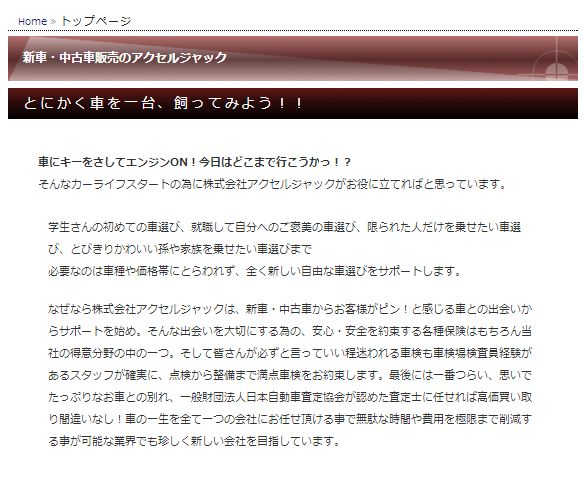 Home » トップページ
新車・中古車販売のアクセルジャック
とにかく車を一台、飼ってみよう！！
車にキーをさしてエンジンON！今日はどこまで行こうかっ！？
そんなカーライフスタートの為に株式会社アクセルジャックがお役に立てればと思っています。
学生さんの初めての車選び、就職して自分へのご褒美の車選び、限られた人だけを乗せたい車選
び、とびきりかわいい孫や家族を乗せたい車選びまで
必要なのは車種や価格帯にとらわれず、全く新しい自由な車選びをサポートします。
なぜなら株式会社アクセルジャックは、新車・中古車からお客様がピン！と感じる車との出会いか
らサポートを始め。そんな出会いを大切にする為の、安心・安全を約束する各種保険はもちろん当
社の得意分野の中の一つ。そして皆さんが必ずと言っていい程迷われる車検も車検場検査員経験が
あるスタッフが確実に、点検から整備まで満点車検をお約束します。最後には一番つらい、思いで
たっぷりなお車との別れ、一般財団法人日本自動車査定協会が認めた査定士に任せれば高価買い取
り間違いなし！車の一生を全て一つの会社にお任せ頂ける事で無駄な時間や費用を極限まで削減す
る事が可能な業界でも珍しく新しい会社を目指しています。